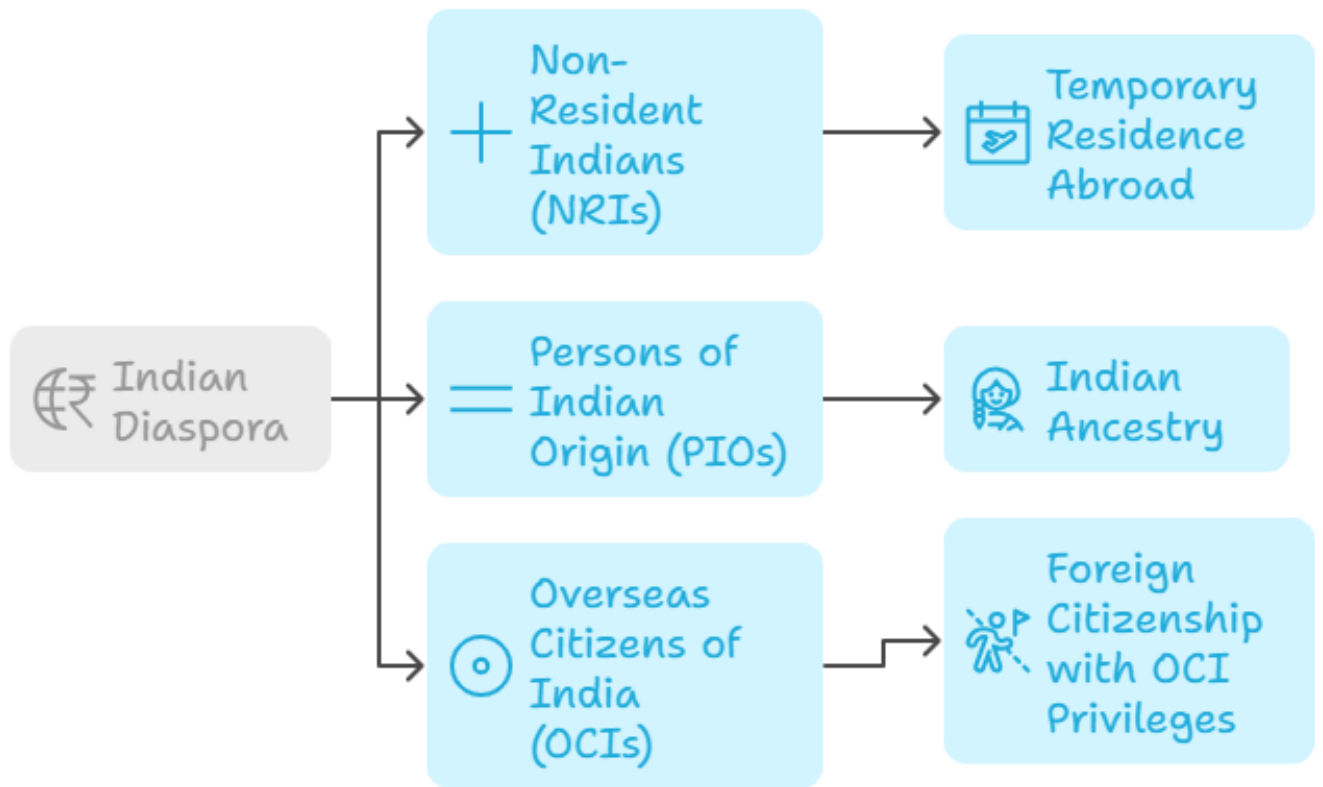 Indian
Diaspora
Non-
Resident
Indians
(NRIs)
Temporary
Residence
Abroad
Persons of
Indian
Origin (PIOs)
Indian
Ancestry
Overseas
Citizens of
India
(OCIs)
Foreign
Citizenship
with OCI
Privileges